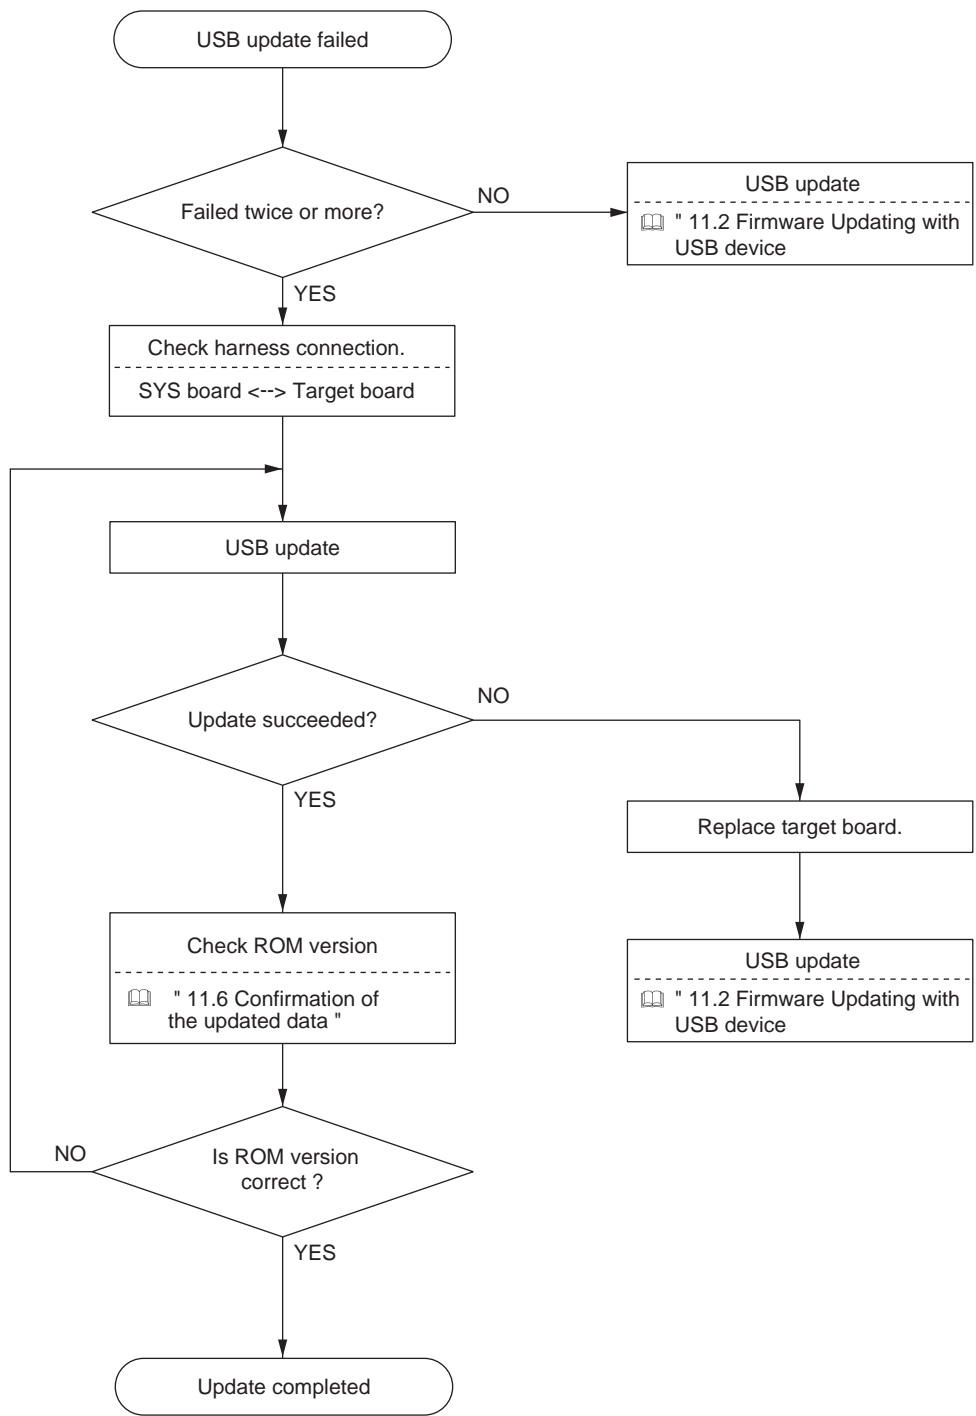 USB update failed
Failed twice or more?
NO
USB update
" 11.2 Firmware Updating with
USB device
YES
Check harness connection.
SYS board <--> Target board
USB update
Update succeeded?
NO
YES
Replace target board.
Check ROM version
" 11.6 Confirmation of
the updated data "
USB update
" 11.2 Firmware Updating with
USB device
Is ROM version
correct ?
NO
YES
Update completed